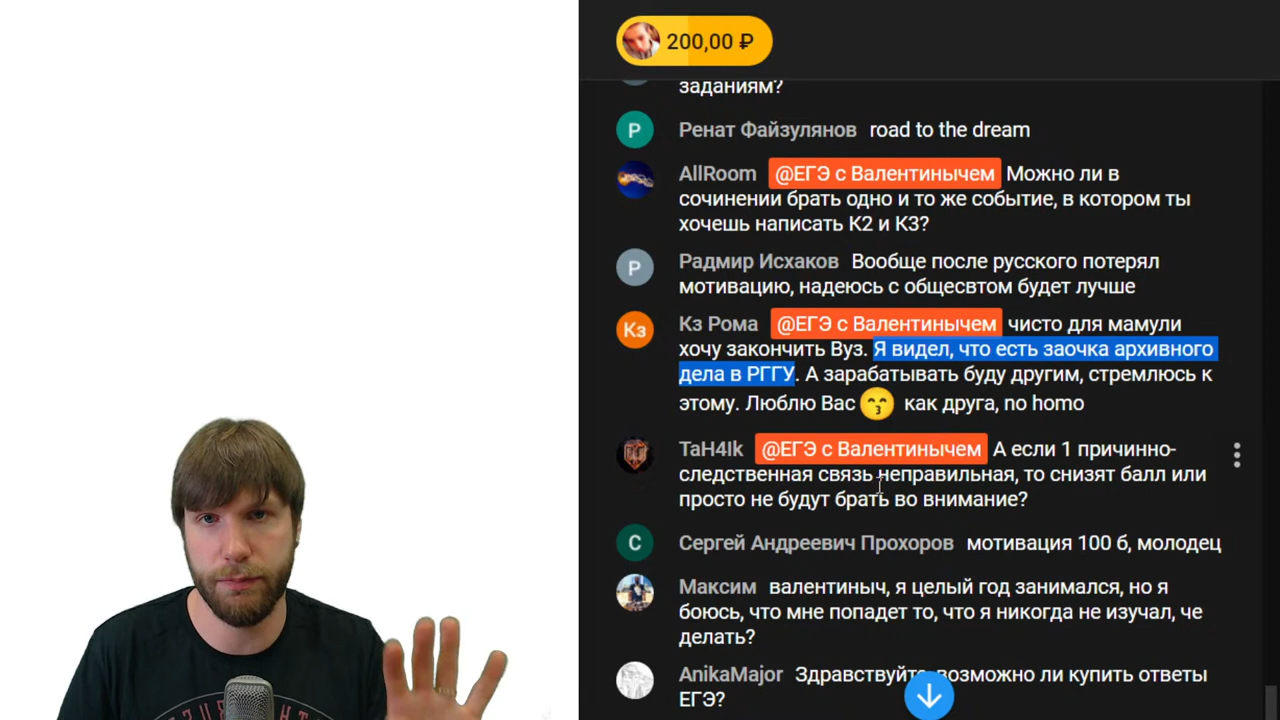 200,00 ₽
заданиям?
Р Ренат Файзулянов road to the dream
AllRoom @ЕГЭ с Валентинычем Можно ли в
сочинении брать одно и то же событие, в котором ты
хочешь написать К2 и К3?
Р Радмир Исхаков Вообще после русского потерял
мотивацию, надеюсь с общесвтом будет лучше
Кз Кз Рома @ЕГЭ с Валентинычем чисто для мамули
хочу закончить Вуз. Я видел, что есть заочка архивного
дела в РГГУ. А зарабатывать буду другим, стремлюсь к
этому. Люблю Вас 😙 как друга, no homo
TaH4Ik @ЕГЭ с Валентинычем А если 1 причинно-
следственная связь неправильная, то снизят балл или
просто не будут брать во внимание?
С Сергей Андреевич Прохоров мотивация 100 б, молодец
Максим валентиныч, я целый год занимался, но я
боюсь, что мне попадет то, что я никогда не изучал, че
делать?
AnikaMajor Здравствуйте, возможно ли купить ответы
ЕГЭ?